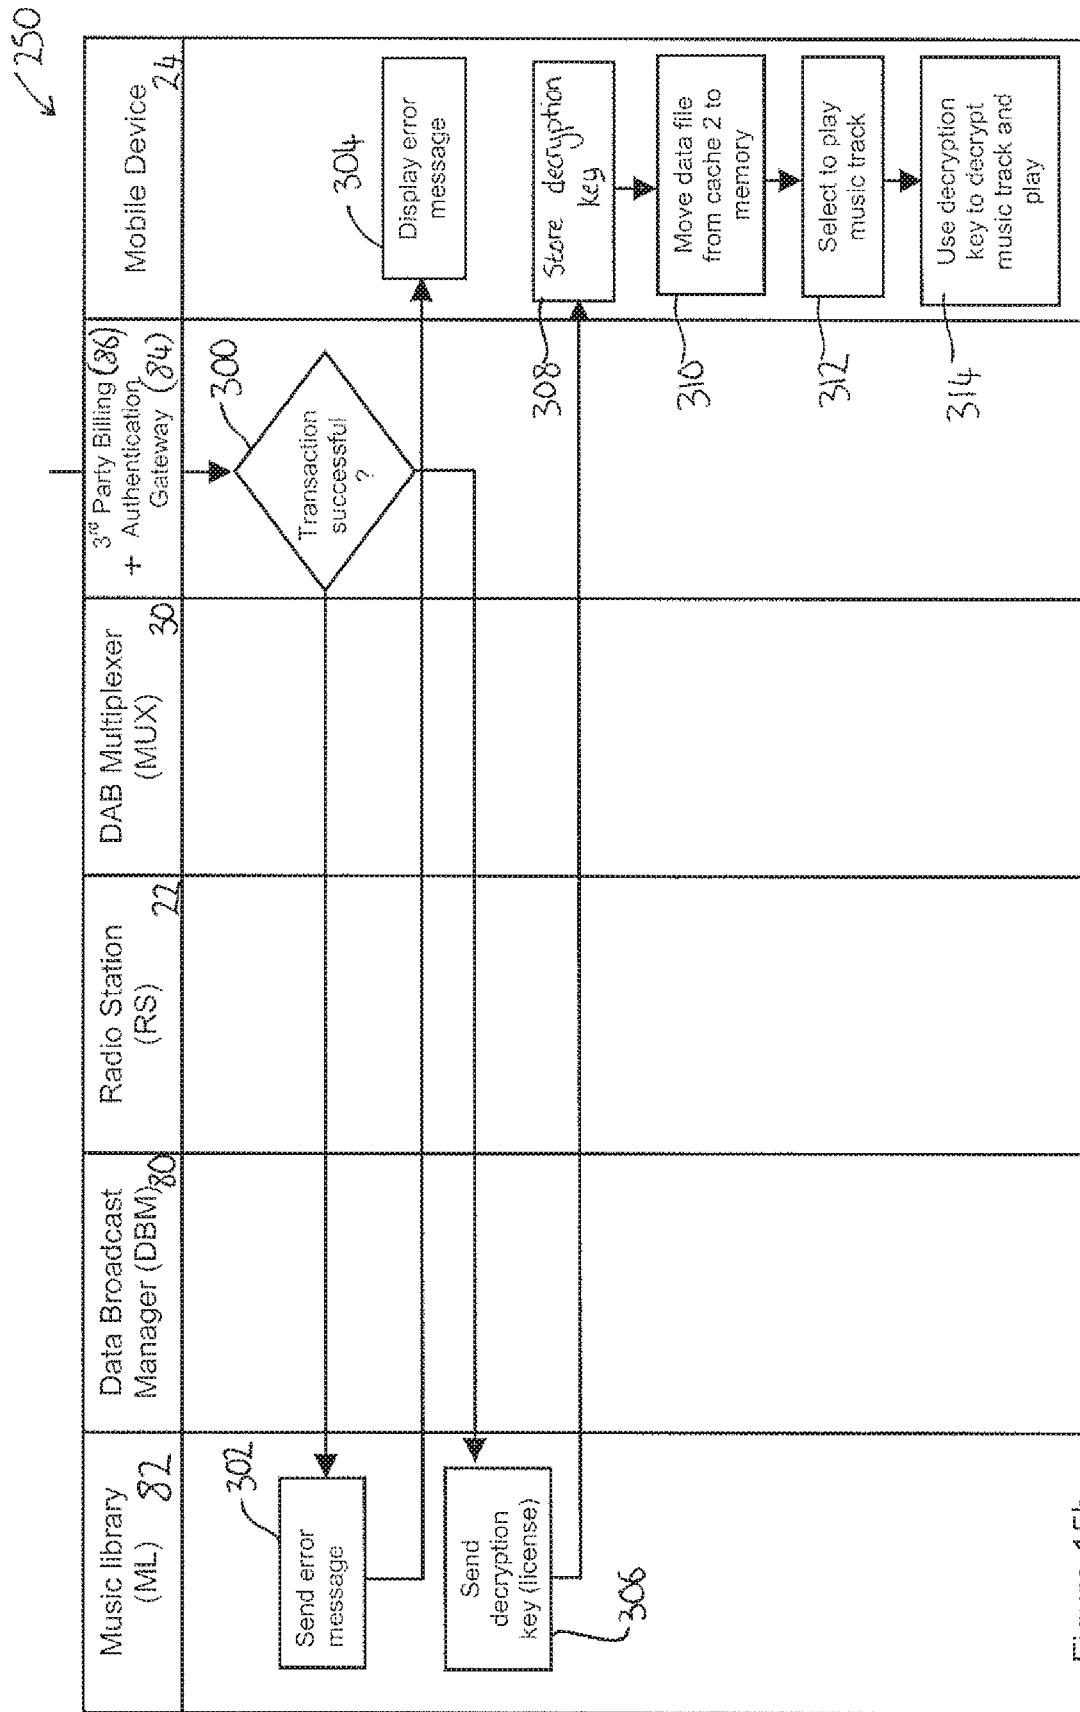 250
Music library
(ML) 82
Data Broadcast
Manager (DBM) 80
Radio Station
(RS) 22
DAB Multiplexer
(MUX) 30
3rd Party Billing (86)
+ Authentication
Gateway (84)
Mobile Device
24
300
Transaction
successful
?
302
Send error
message
304
Display error
message
306
Send
decryption
key (license)
308
Store decryption
key
310
Move data file
from cache 2 to
memory
312
Select to play
music track
314
Use decryption
key to decrypt
music track and
play